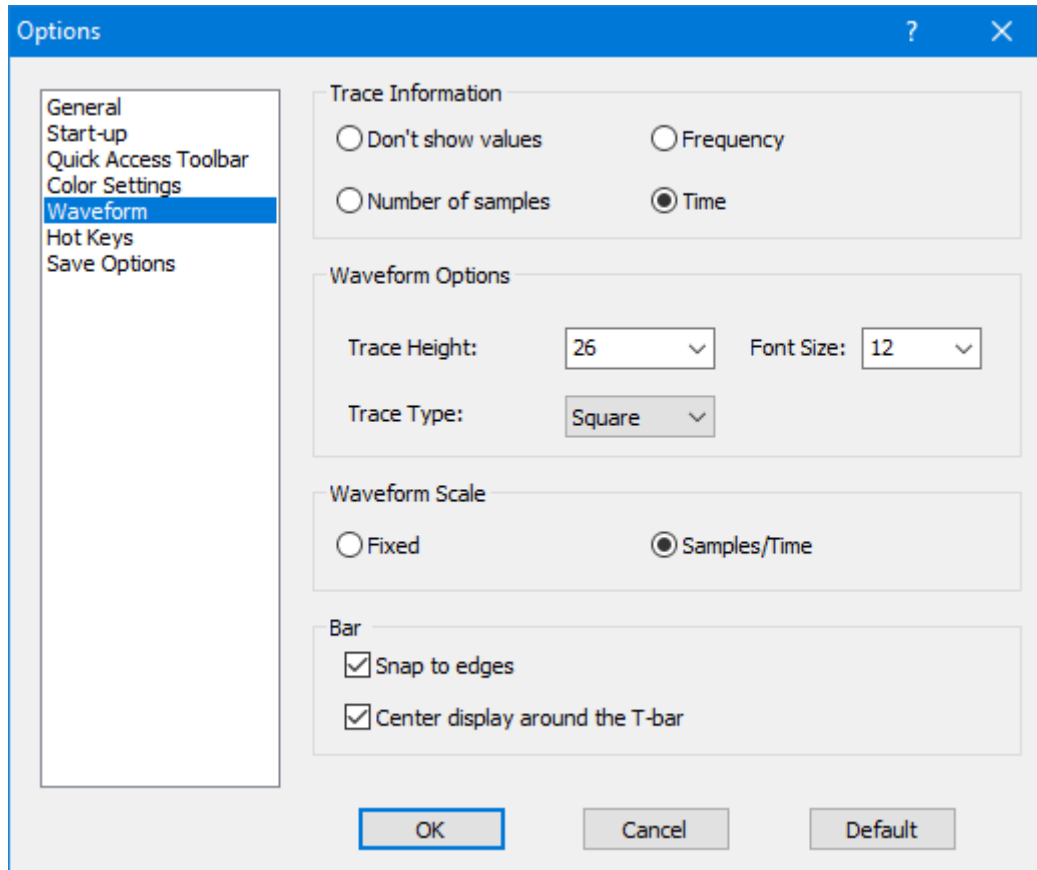 Options ?
General
Start-up
Quick Access Toolbar
Color Settings
Waveform
Hot Keys
Save Options
Trace Information
Don't show values Frequency
Number of samples Time
Waveform Options
Trace Height: 26 Font Size: 12
Trace Type: Square
Waveform Scale
Fixed Samples/Time
Bar
Snap to edges
Center display around the T-bar
OK Cancel Default